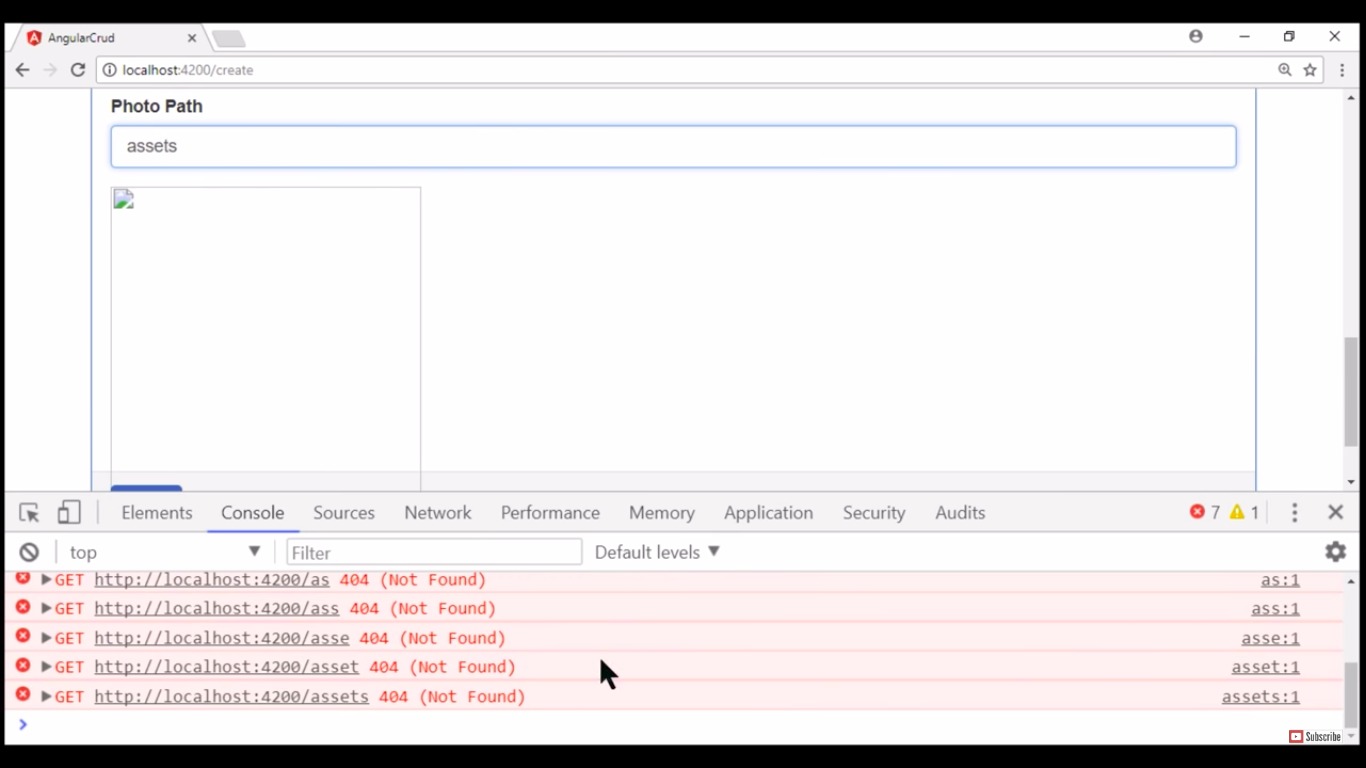 AngularCrud
localhost:4200/create
Photo Path
assets
Elements Console Sources Network Performance Memory Application Security Audits 7 1
top Filter Default levels
GET http://localhost:4200/as 404 (Not Found) as:1
GET http://localhost:4200/ass 404 (Not Found) ass:1
GET http://localhost:4200/asse 404 (Not Found) asse:1
GET http://localhost:4200/asset 404 (Not Found) asset:1
GET http://localhost:4200/assets 404 (Not Found) assets:1
Subscribe